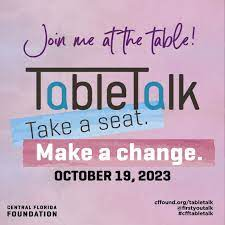 Join me at the table!
TableTalk
Take a seat.
Make a change.
OCTOBER 19, 2023
CENTRAL FLORIDA
FOUNDATION
cffound.org/tabletalk
@firstyoutalk
#cfftabletalk